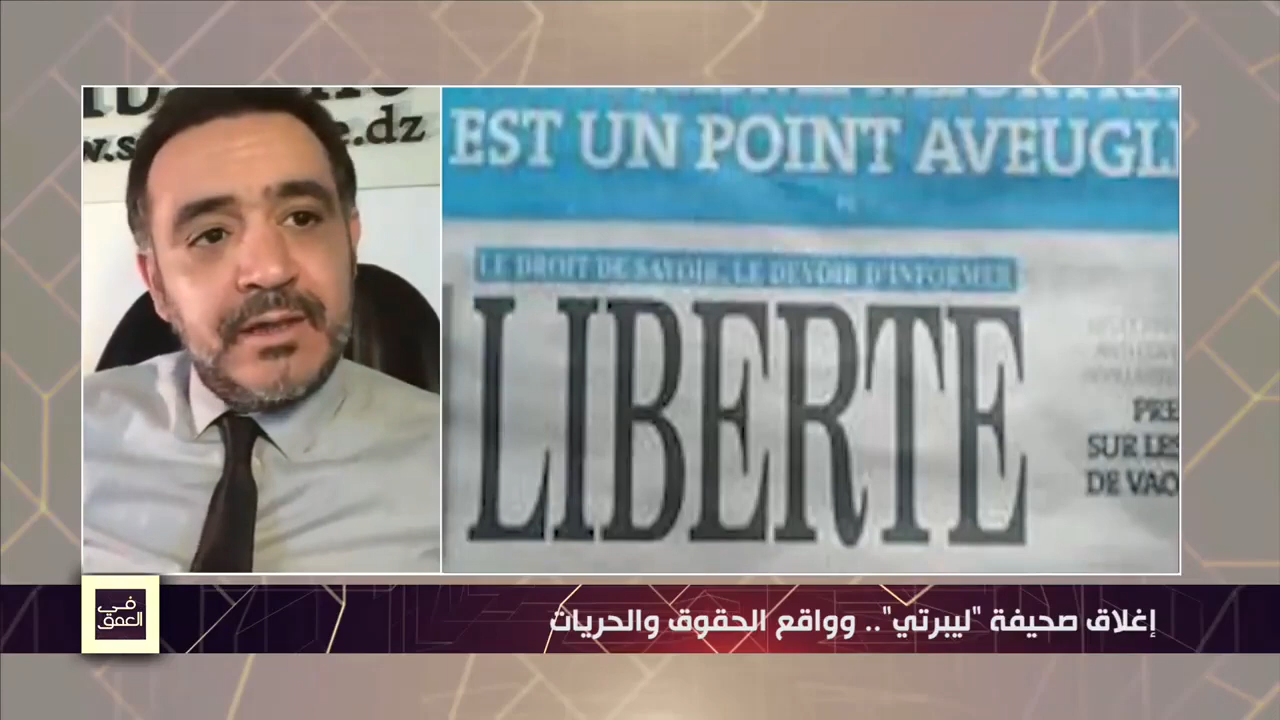 .dz
EST UN POINT AVEUGL
LE DROIT DE SAVOIR, LE DEVOIR D'INFORMER
LIBERTE
PRE
SUR LES
DE VAC
في
العمق
إغلاق صحيفة "ليبرتي".. وواقع الحقوق والحريات